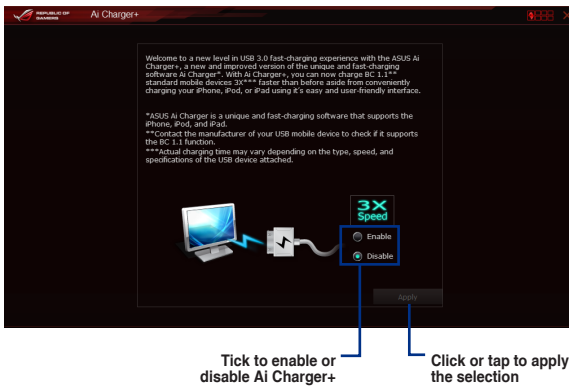 REPUBLIC OF
GAMERS
Ai Charger+
Welcome to a new level in USB 3.0 fast-charging experience with the ASUS Ai
Charger+, a new and improved version of the unique and fast-charging
software Ai Charger*. With Ai Charger+, you can now charge BC 1.1**
standard mobile devices 3X*** faster than before aside from conveniently
charging your iPhone, iPod, or iPad using it's easy and user-friendly interface.
*ASUS Ai Charger is a unique and fast-charging software that supports the
iPhone, iPod, and iPad.
**Contact the manufacturer of your USB mobile device to check if it supports
the BC 1.1 function.
***Actual charging time may vary depending on the type, speed, and
specifications of the USB device attached.
3X
Speed
Enable
Disable
Apply
Tick to enable or
disable Ai Charger+
Click or tap to apply
the selection